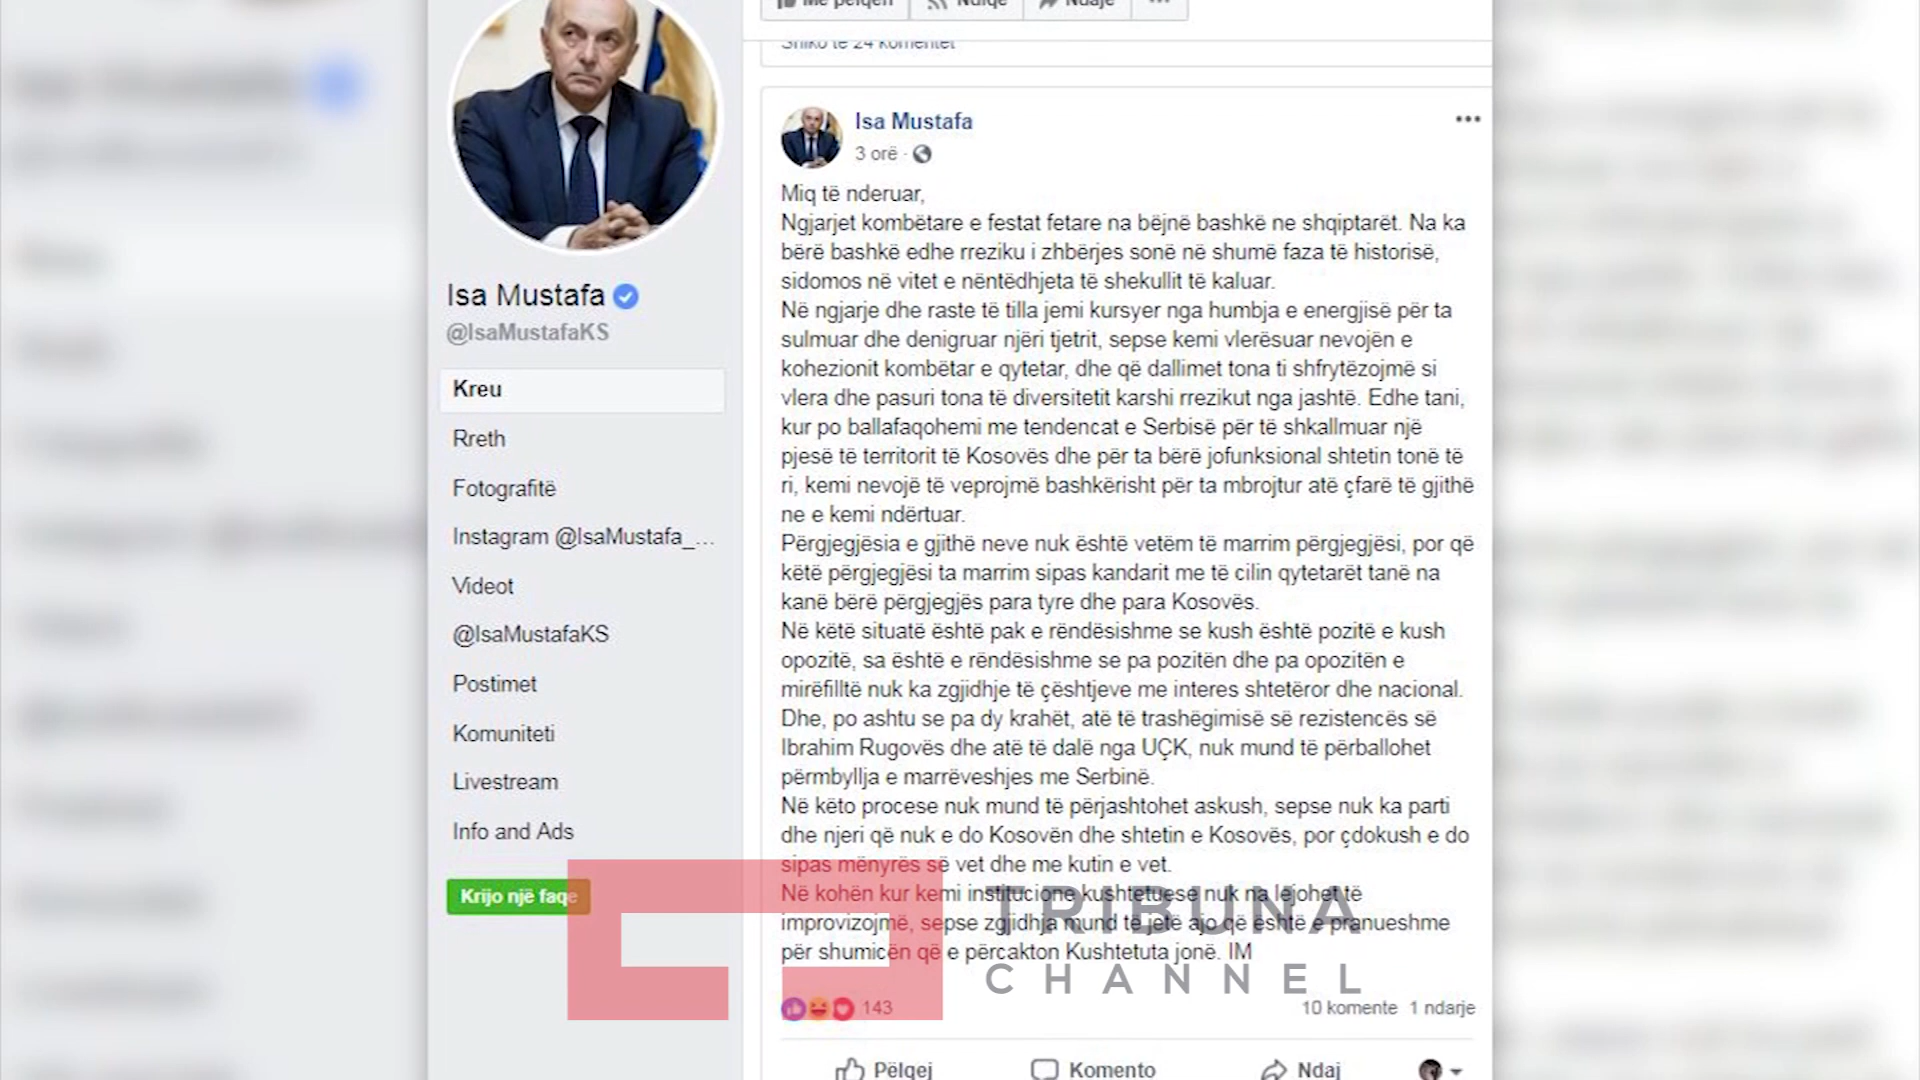 Me pëlqen
Ndiqe
Ndaje
Shiko të 24 komentet
Isa Mustafa
3 orë
Miq të nderuar,
Ngjarjet kombëtare e festat fetare na bëjnë bashkë ne shqiptarët. Na ka
bërë bashkë edhe rreziku i zhbërjes sonë në shumë faza të historisë,
sidomos në vitet e nëntëdhjeta të shekullit të kaluar.
Në ngjarje dhe raste të tilla jemi kursyer nga humbja e energjisë për ta
sulmuar dhe denigruar njëri tjetrit, sepse kemi vlerësuar nevojën e
kohezionit kombëtar e qytetar, dhe që dallimet tona ti shfrytëzojmë si
vlera dhe pasuri tona të diversitetit karshi rrezikut nga jashtë. Edhe tani,
kur po ballafaqohemi me tendencat e Serbisë për të shkallmuar një
pjesë të territorit të Kosovës dhe për ta bërë jofunksional shtetin tonë të
ri, kemi nevojë të veprojmë bashkërisht për ta mbrojtur atë çfarë të gjithë
ne e kemi ndërtuar.
Përgjegjësia e gjithë neve nuk është vetëm të marrim përgjegjësi, por që
këtë përgjegjësi ta marrim sipas kandarit me të cilin qytetarët tanë na
kanë bërë përgjegjës para tyre dhe para Kosovës.
Në këtë situatë është pak e rëndësishme se kush është pozitë e kush
opozitë, sa është e rëndësishme se pa pozitën dhe pa opozitën e
mirëfilltë nuk ka zgjidhje të çështjeve me interes shtetëror dhe nacional.
Dhe, po ashtu se pa dy krahët, atë të trashëgimisë së rezistencës së
Ibrahim Rugovës dhe atë të dalë nga UÇK, nuk mund të përballohet
përmbyllja e marrëveshjes me Serbinë.
Në këto procese nuk mund të përjashtohet askush, sepse nuk ka parti
dhe njeri që nuk e do Kosovën dhe shtetin e Kosovës, por çdokush e do
sipas mënyrës së vet dhe me kutin e vet.
Në kohën kur kemi institucione kushtetuese nuk na lejohet të
improvizojmë, sepse zgjidhja mund të jetë ajo që është e pranueshme
për shumicën që e përcakton Kushtetuta jonë. IM
143
10 komente 1 ndarje
Pëlqej
Komento
Ndaj
Isa Mustafa
@IsaMustafaKS
Kreu
Rreth
Fotografitë
Instagram @IsaMustafa_...
Videot
@IsaMustafaKS
Postimet
Komuniteti
Livestream
Info and Ads
Krijo një faqe
TRIBUNA
CHANNEL